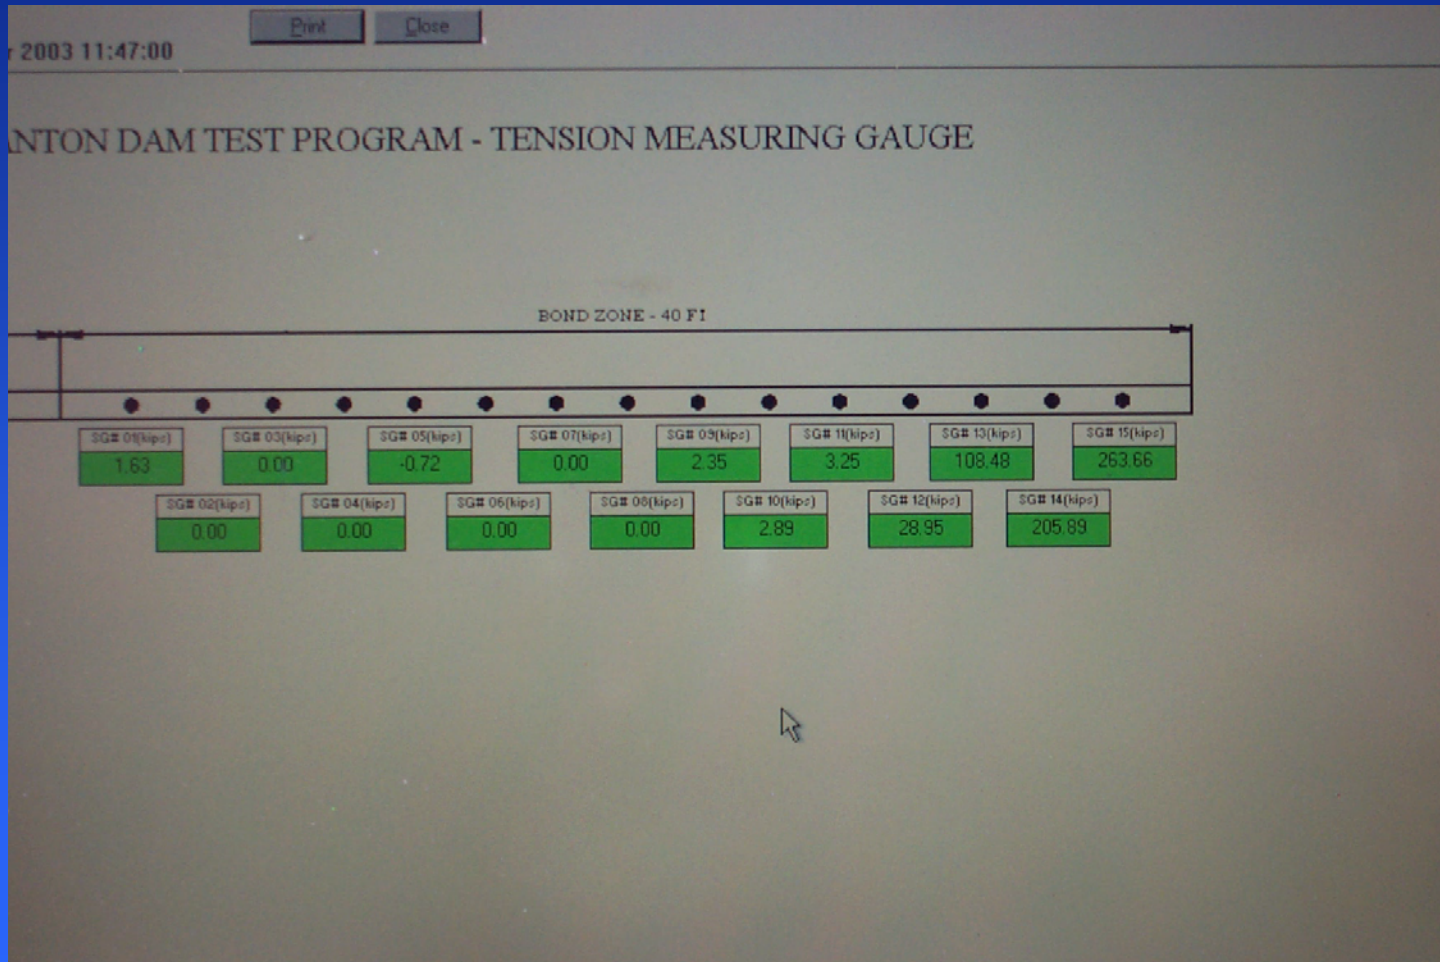 Print Close
r 2003 11:47:00
ANTON DAM TEST PROGRAM - TENSION MEASURING GAUGE
BOND ZONE - 40 FT
SG# 01(kips) SG# 03(kips) SG# 05(kips) SG# 07(kips) SG# 09(kips) SG# 11(kips) SG# 13(kips) SG# 15(kips)
1.63 0.00 -0.72 0.00 2.35 3.25 108.48 263.66
SG# 02(kips) SG# 04(kips) SG# 06(kips) SG# 08(kips) SG# 10(kips) SG# 12(kips) SG# 14(kips)
0.00 0.00 0.00 0.00 2.89 28.95 205.89